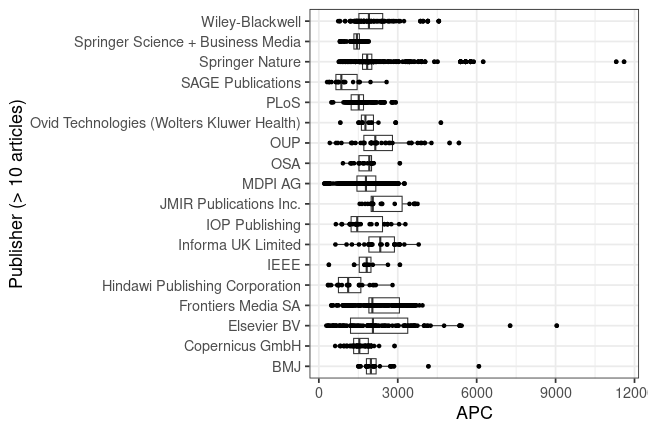 Publisher (> 10 articles)
Wiley-Blackwell
Springer Science + Business Media
Springer Nature
SAGE Publications
PLoS
Ovid Technologies (Wolters Kluwer Health)
OUP
OSA
MDPI AG
JMIR Publications Inc.
IOP Publishing
Informa UK Limited
IEEE
Hindawi Publishing Corporation
Frontiers Media SA
Elsevier BV
Copernicus GmbH
BMJ
0 3000 6000 9000 12000
APC